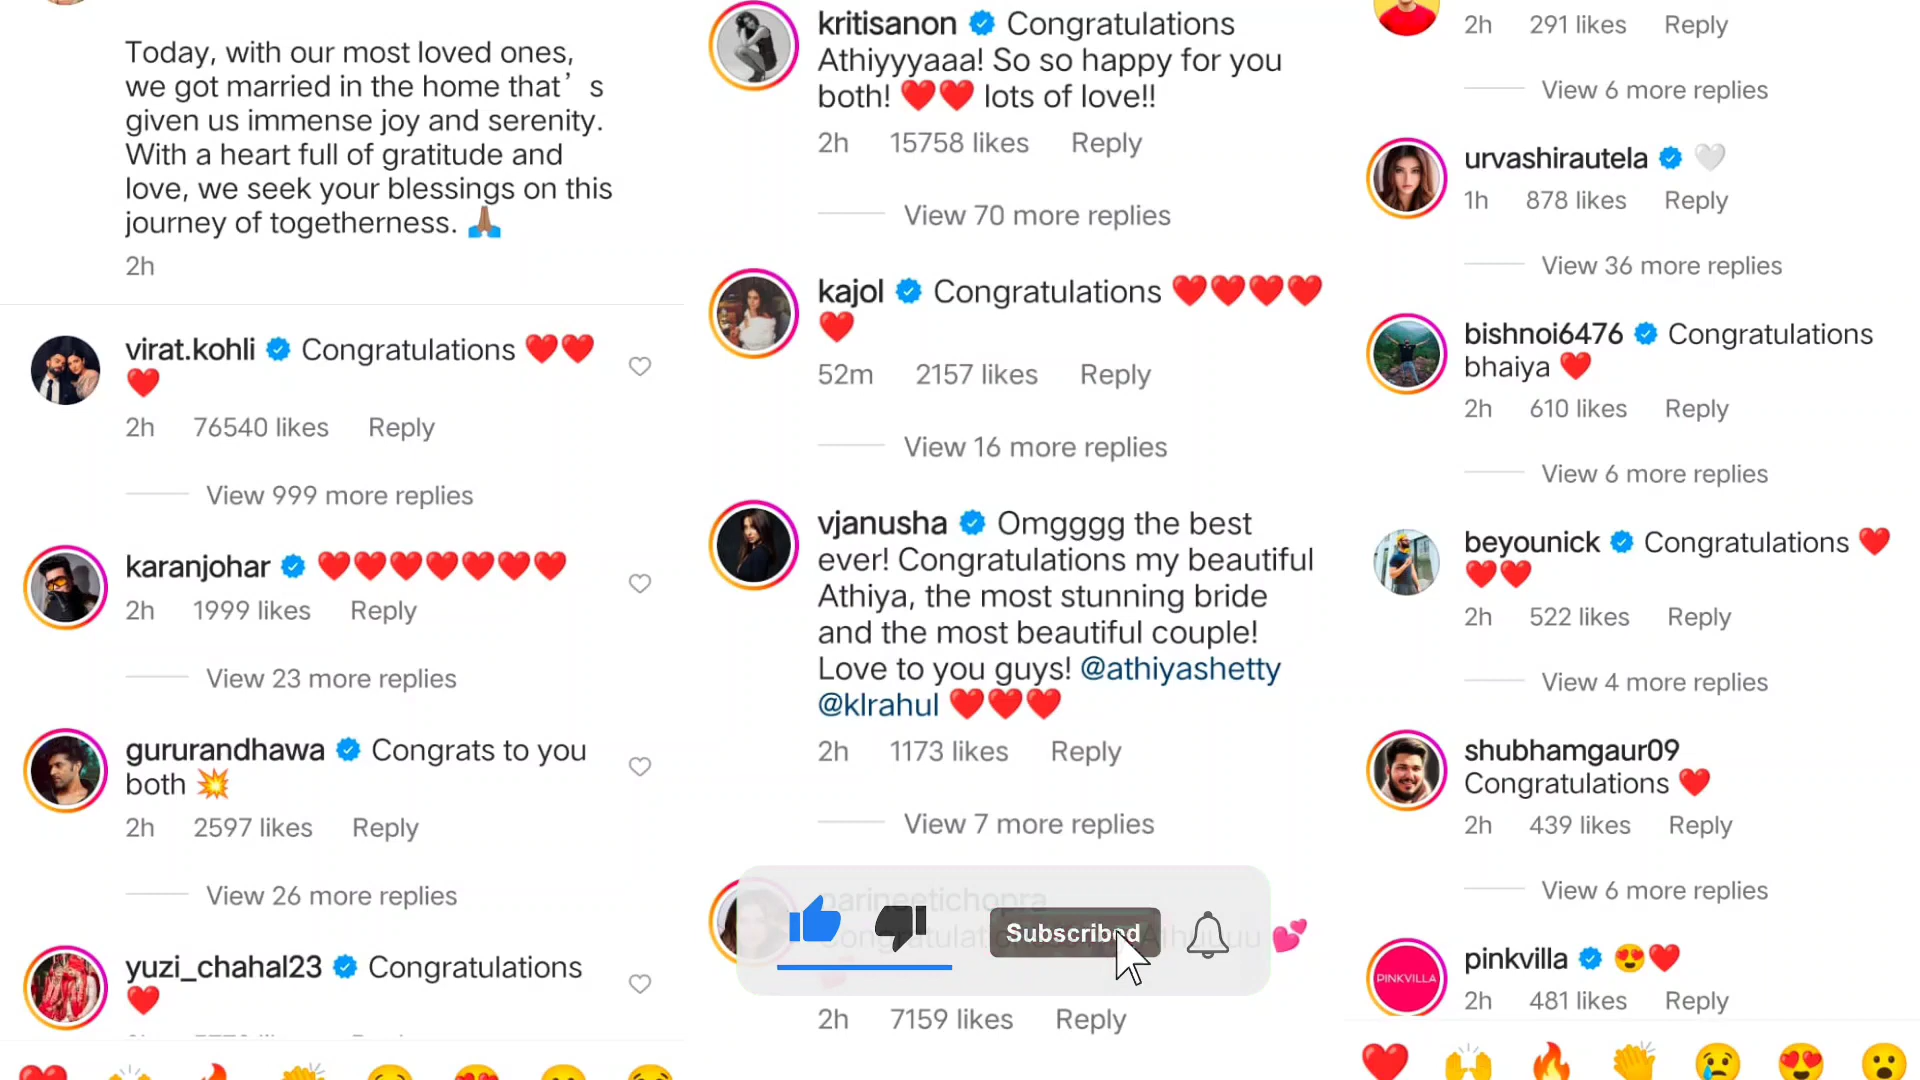 Today, with our most loved ones,
we got married in the home that’s
given us immense joy and serenity.
With a heart full of gratitude and
love, we seek your blessings on this
journey of togetherness. 🙏🏽
2h
virat.kohli Congratulations ❤️❤️
❤️
2h 76540 likes Reply
View 999 more replies
karanjohar ❤️❤️❤️❤️❤️❤️❤️
2h 1999 likes Reply
View 23 more replies
gururandhawa Congrats to you
both 💥
2h 2597 likes Reply
View 26 more replies
yuzi_chahal23 Congratulations
❤️
kritisanon Congratulations
Athiyyyaaa! So so happy for you
both! ❤️❤️ lots of love!!
2h 15758 likes Reply
View 70 more replies
kajol Congratulations ❤️❤️❤️❤️
❤️
52m 2157 likes Reply
View 16 more replies
vjanusha Omgggg the best
ever! Congratulations my beautiful
Athiya, the most stunning bride
and the most beautiful couple!
Love to you guys! @athiyashetty
@klrahul ❤️❤️❤️
2h 1173 likes Reply
View 7 more replies
parineetichopra
Subscribed 💕
2h 7159 likes Reply
2h 291 likes Reply
View 6 more replies
urvashirautela 🤍
1h 878 likes Reply
View 36 more replies
bishnoi6476 Congratulations
bhaiya ❤️
2h 610 likes Reply
View 6 more replies
beyounick Congratulations ❤️
❤️❤️
2h 522 likes Reply
View 4 more replies
shubhamgaur09
Congratulations ❤️
2h 439 likes Reply
View 6 more replies
PINKVILLA
pinkvilla 😍❤️
2h 481 likes Reply